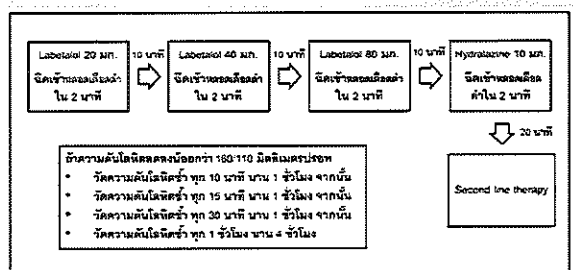 Labetalol 20 มก.
ฉีดเข้าหลอดเลือดดำ
ใน 2 นาที
10 นาที
Labetalol 40 มก.
ฉีดเข้าหลอดเลือดดำ
ใน 2 นาที
10 นาที
Labetalol 80 มก.
ฉีดเข้าหลอดเลือดดำ
ใน 2 นาที
10 นาที
Hydralazine 10 มก.
ฉีดเข้าหลอดเลือด
ดำใน 2 นาที
20 นาที
Second line therapy
ถ้าความดันโลหิตลดลงน้อยกว่า 160/110 มิลลิเมตรปรอท
• วัดความดันโลหิตซ้ำ ทุก 10 นาที นาน 1 ชั่วโมง จากนั้น
• วัดความดันโลหิตซ้ำ ทุก 15 นาที นาน 1 ชั่วโมง จากนั้น
• วัดความดันโลหิตซ้ำ ทุก 30 นาที นาน 1 ชั่วโมง จากนั้น
• วัดความดันโลหิตซ้ำ ทุก 1 ชั่วโมง นาน 4 ชั่วโมง